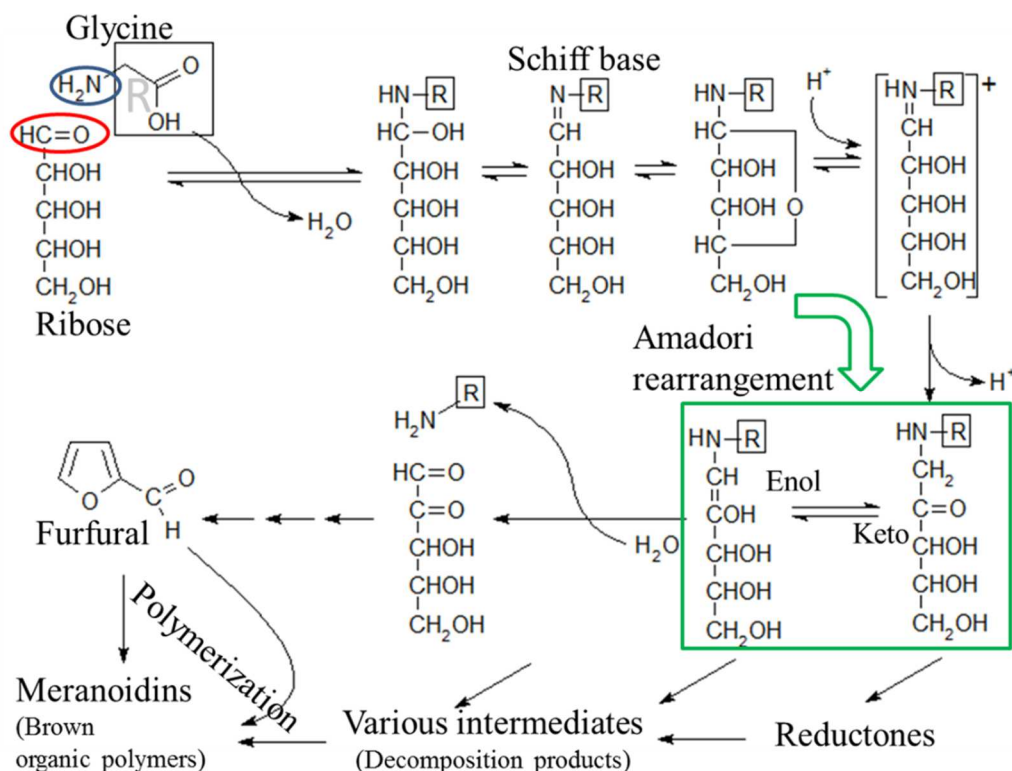 Glycine
H₂N
R
O
OH
HC=O
CHOH
CHOH
CHOH
CH₂OH
Ribose
H₂O
HN–R
HC–OH
CHOH
CHOH
CHOH
CH₂OH
Schiff base
N–R
CH
CHOH
CHOH
CHOH
CH₂OH
HN–R
HC
CHOH
CHOH O
HC
CH₂OH
H⁺
HN–R
+
CH
CHOH
CHOH
CHOH
CH₂OH
H⁺
Amadori
rearrangement
HN–R
CH
COH
CHOH
CHOH
CH₂OH
Enol
Keto
HN–R
CH₂
C=O
CHOH
CHOH
CH₂OH
H₂O
R
H₂N
HC=O
C=O
CHOH
CHOH
CH₂OH
O
O
C
H
Furfural
Polymerization
Meranoidins
(Brown
organic polymers)
Various intermediates
(Decomposition products)
Reductones